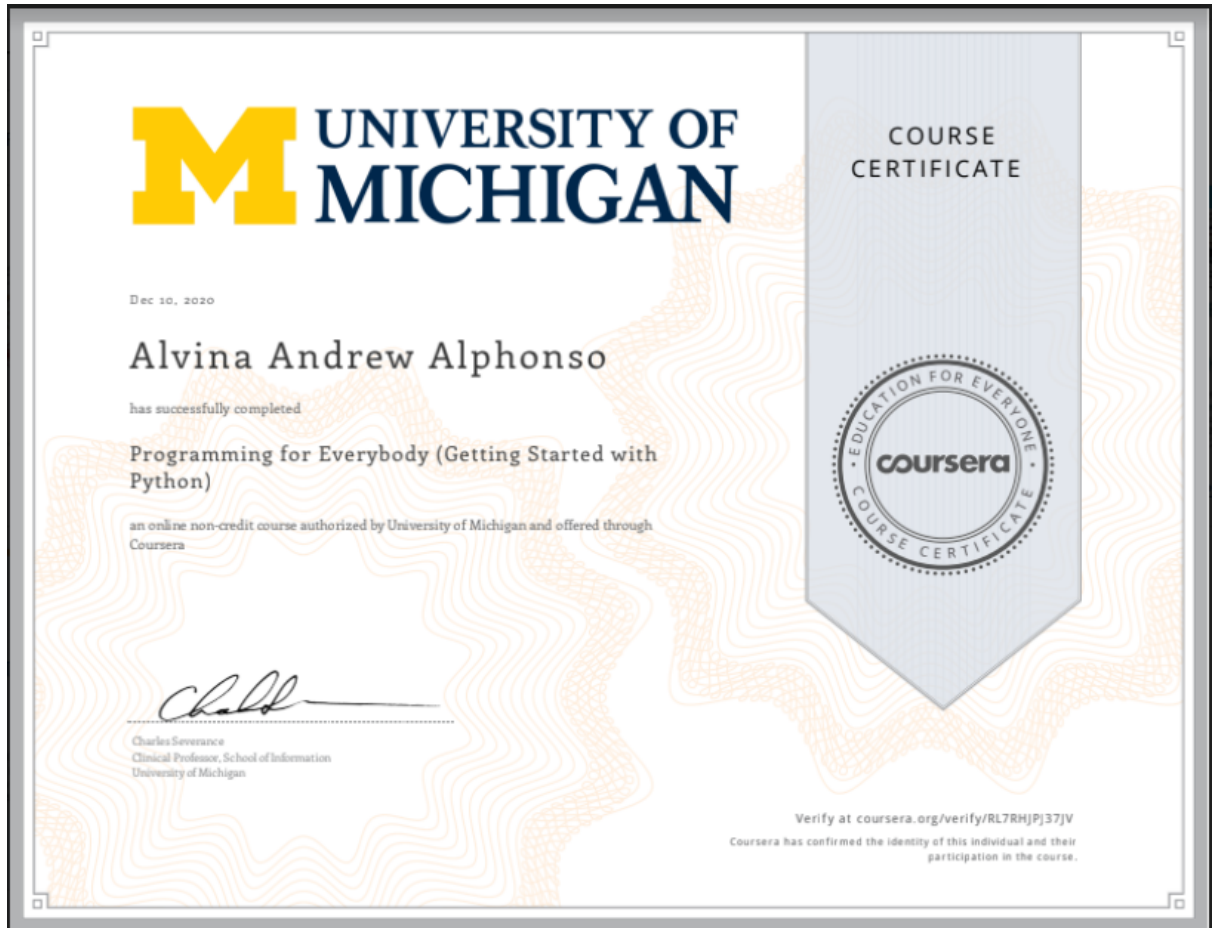 UNIVERSITY OF
MICHIGAN
COURSE
CERTIFICATE
Dec 10, 2020
Alvina Andrew Alphonso
has successfully completed
Programming for Everybody (Getting Started with
Python)
an online non-credit course authorized by University of Michigan and offered through
Coursera
EDUCATION FOR EVERYONE
coursera
COURSE CERTIFICATE
Charles Severance
Clinical Professor, School of Information
University of Michigan
Verify at coursera.org/verify/RL7RHJPJ37JV
Coursera has confirmed the identity of this individual and their
participation in the course.